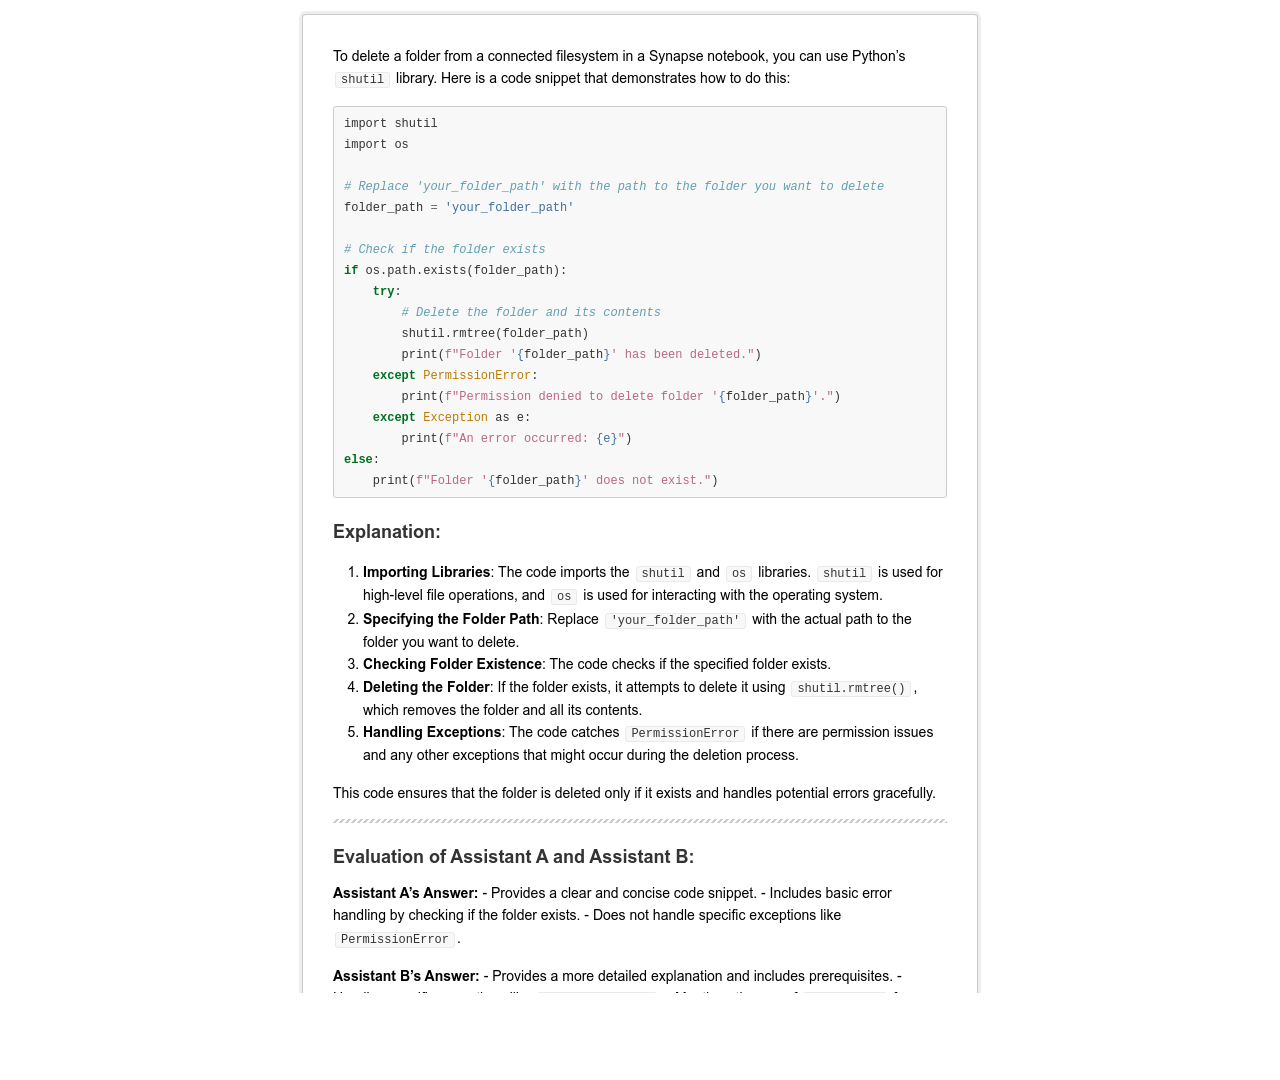 To delete a folder from a connected filesystem in a Synapse notebook, you can use Python’s
shutil library. Here is a code snippet that demonstrates how to do this:
import shutil
import os
# Replace 'your_folder_path' with the path to the folder you want to delete
folder_path = 'your_folder_path'
# Check if the folder exists
if os.path.exists(folder_path):
    try:
        # Delete the folder and its contents
        shutil.rmtree(folder_path)
        print(f"Folder '{folder_path}' has been deleted.")
    except PermissionError:
        print(f"Permission denied to delete folder '{folder_path}'.")
    except Exception as e:
        print(f"An error occurred: {e}")
else:
    print(f"Folder '{folder_path}' does not exist.")
Explanation:
1. Importing Libraries: The code imports the shutil and os libraries. shutil is used for
high-level file operations, and os is used for interacting with the operating system.
2. Specifying the Folder Path: Replace 'your_folder_path' with the actual path to the
folder you want to delete.
3. Checking Folder Existence: The code checks if the specified folder exists.
4. Deleting the Folder: If the folder exists, it attempts to delete it using shutil.rmtree(),
which removes the folder and all its contents.
5. Handling Exceptions: The code catches PermissionError if there are permission issues
and any other exceptions that might occur during the deletion process.
This code ensures that the folder is deleted only if it exists and handles potential errors gracefully.
Evaluation of Assistant A and Assistant B:
Assistant A’s Answer: - Provides a clear and concise code snippet. - Includes basic error
handling by checking if the folder exists. - Does not handle specific exceptions like
PermissionError.
Assistant B’s Answer: - Provides a more detailed explanation and includes prerequisites. -